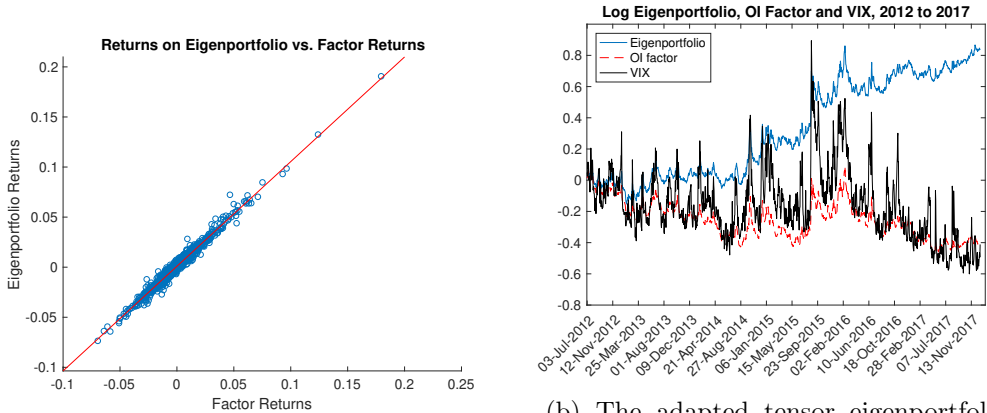 Returns on Eigenportfolio vs. Factor Returns
0.2
0.15
0.1
0.05
0
-0.05
-0.1
Eigenportfolio Returns
-0.1 -0.05 0 0.05 0.1 0.15 0.2 0.25
Factor Returns
Log Eigenportfolio, OI Factor and VIX, 2012 to 2017
Eigenportfolio
OI factor
VIX
0.8
0.6
0.4
0.2
0
-0.2
-0.4
-0.6
-0.8
03-Jul-2012
12-Nov-2012
25-Mar-2013
01-Aug-2013
09-Dec-2013
21-Apr-2014
27-Aug-2014
06-Jan-2015
15-May-2015
23-Sep-2015
02-Feb-2016
10-Jun-2016
18-Oct-2016
28-Feb-2017
07-Jul-2017
13-Nov-2017
(b) The adapted tensor eigenportfol